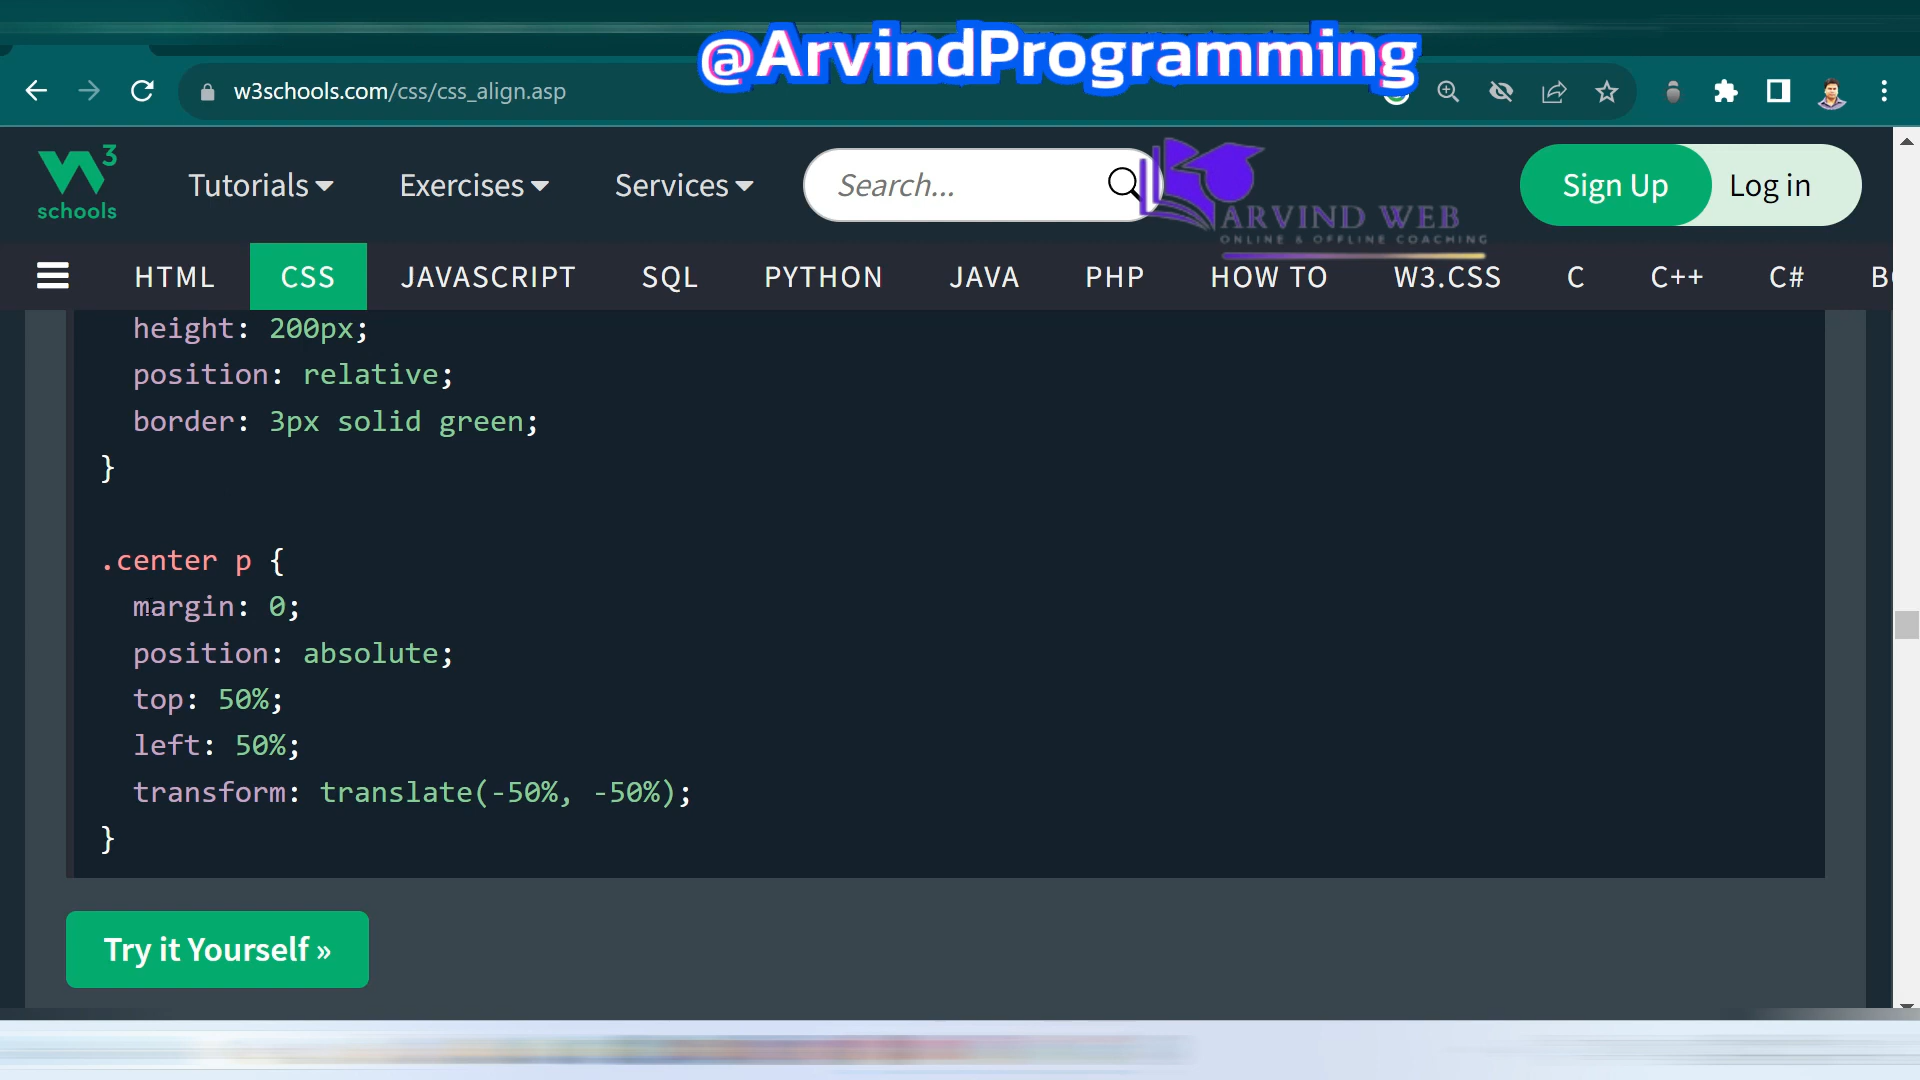 @ArvindProgramming
w3schools.com/css/css_align.asp
W3 schools
Tutorials Exercises Services Search... Sign Up Log in
ARVIND WEB
ONLINE & OFFLINE COACHING
HTML CSS JAVASCRIPT SQL PYTHON JAVA PHP HOW TO W3.CSS C C++ C#
height: 200px;
position: relative;
border: 3px solid green;
}
.center p {
margin: 0;
position: absolute;
top: 50%;
left: 50%;
transform: translate(-50%, -50%);
}
Try it Yourself »